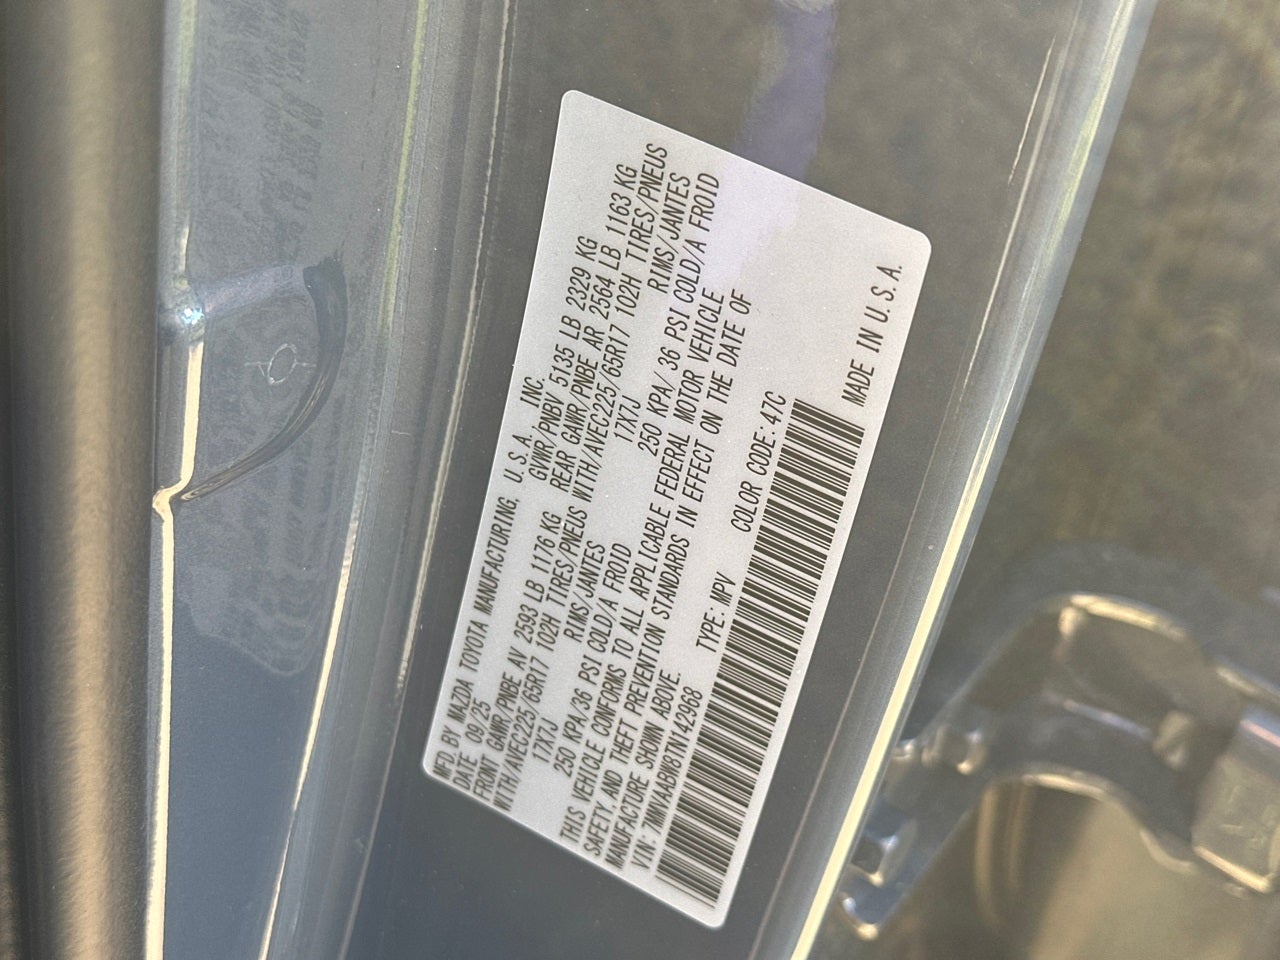 MFD. BY MAZDA TOYOTA MANUFACTURING, U.S.A., INC.
DATE 09/25 GVWR/PNBV 5135 LB 2329 KG
FRONT GAWR/PNBE AV 2593 LB 1176 KG REAR GAWR/PNBE AR 2564 LB 1163 KG
WITH/AVEC225/65R17 102H TIRES/PNEUS WITH/AVEC225/65R17 102H TIRES/PNEUS
17X7J RIMS/JANTES 17X7J RIMS/JANTES
250 KPA/36 PSI COLD/A FROID 250 KPA/ 36 PSI COLD/A FROID
THIS VEHICLE CONFORMS TO ALL APPLICABLE FEDERAL MOTOR VEHICLE
SAFETY, AND THEFT PREVENTION STANDARDS IN EFFECT ON THE DATE OF
MANUFACTURE SHOWN ABOVE.
VIN: 7MMVAABW8TN142968 TYPE: MPV COLOR CODE: 47C
MADE IN U.S.A.